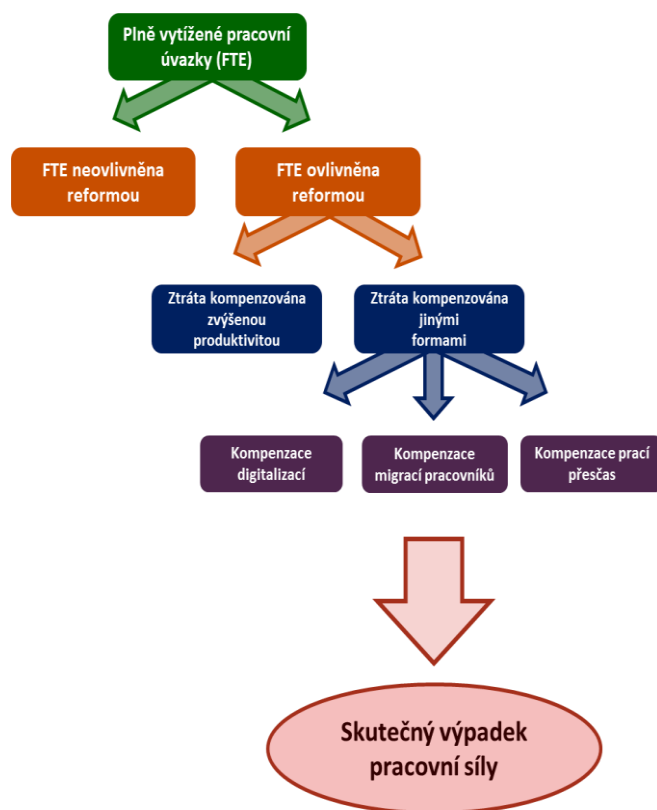 Plně vytížené pracovní
úvazky (FTE)
FTE neovlivněna
reformou
FTE ovlivněna
reformou
Ztráta kompenzována
zvýšenou
produktivitou
Ztráta kompenzována
jinými
formami
Kompenzace
digitalizací
Kompenzace
migrací pracovníků
Kompenzace prací
přesčas
Skutečný výpadek
pracovní síly